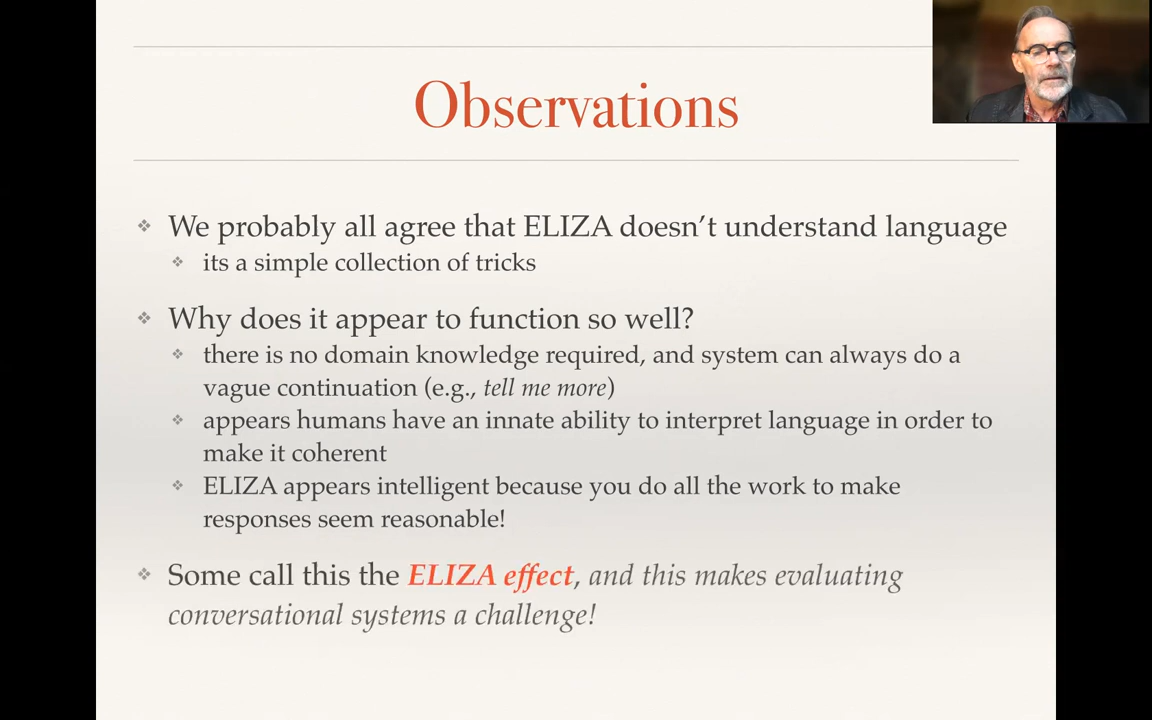 Observations
❖ We probably all agree that ELIZA doesn’t understand language
❖ its a simple collection of tricks
❖ Why does it appear to function so well?
❖ there is no domain knowledge required, and system can always do a
vague continuation (e.g., tell me more)
❖ appears humans have an innate ability to interpret language in order to
make it coherent
❖ ELIZA appears intelligent because you do all the work to make
responses seem reasonable!
❖ Some call this the ELIZA effect, and this makes evaluating
conversational systems a challenge!